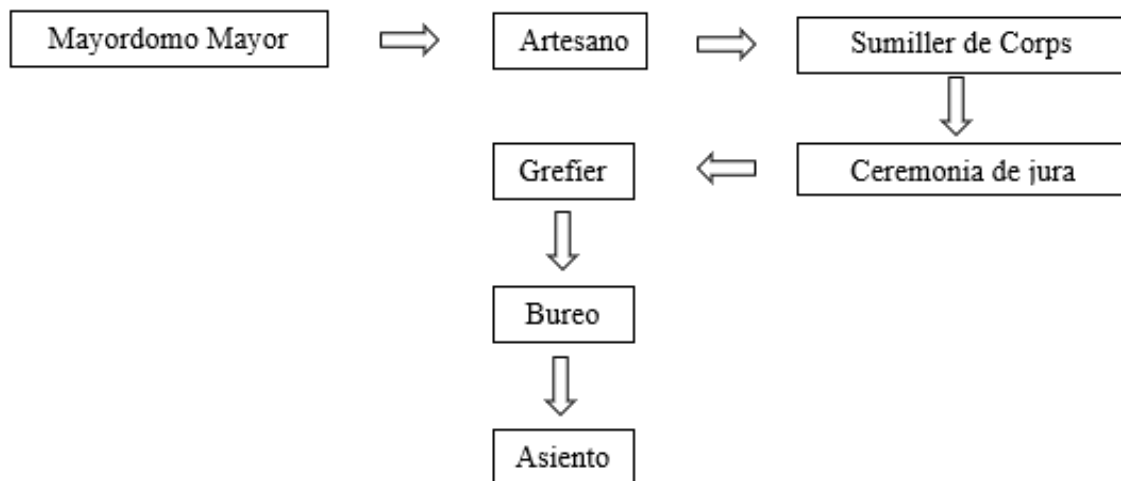 Mayordomo Mayor
Artesano
Sumiller de Corps
Ceremonia de jura
Grefier
Bureo
Asiento